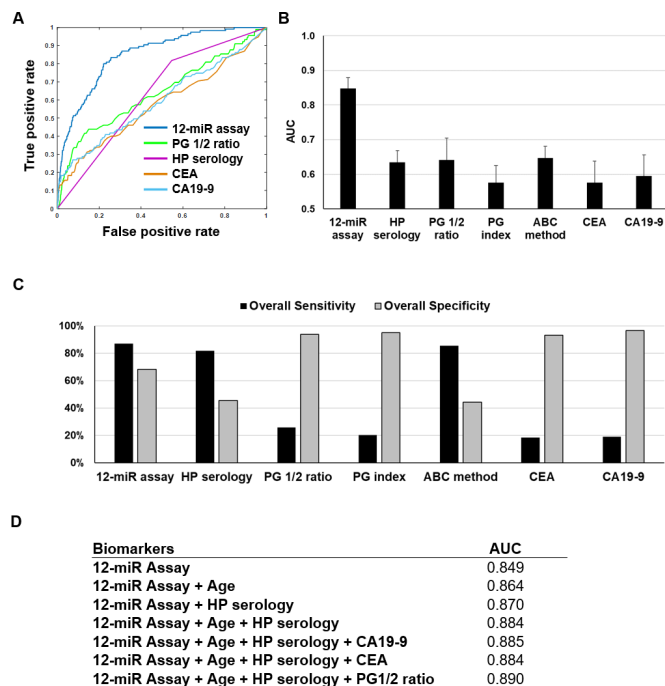 A
1
0.9
0.8
0.7
0.6
0.5
0.4
0.3
0.2
0.1
0
0 0.2 0.4 0.6 0.8 1
True positive rate
False positive rate
12-miR assay
PG 1/2 ratio
HP serology
CEA
CA19-9
B
1.0
0.9
0.8
0.7
0.6
0.5
AUC
12-miR assay
HP serology
PG 1/2 ratio
PG index
ABC method
CEA
CA19-9
C
Overall Sensitivity Overall Specificity
100%
80%
60%
40%
20%
0%
12-miR assay HP serology PG 1/2 ratio PG index ABC method CEA CA19-9
D
Biomarkers AUC
12-miR Assay 0.849
12-miR Assay + Age 0.864
12-miR Assay + HP serology 0.870
12-miR Assay + Age + HP serology 0.884
12-miR Assay + Age + HP serology + CA19-9 0.885
12-miR Assay + Age + HP serology + CEA 0.884
12-miR Assay + Age + HP serology + PG1/2 ratio 0.890